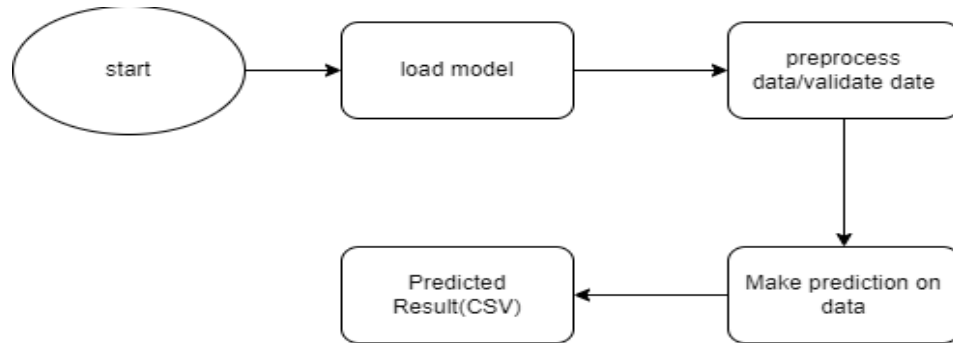 start
load model
preprocess
data/validate date
Make prediction on
data
Predicted
Result(CSV)